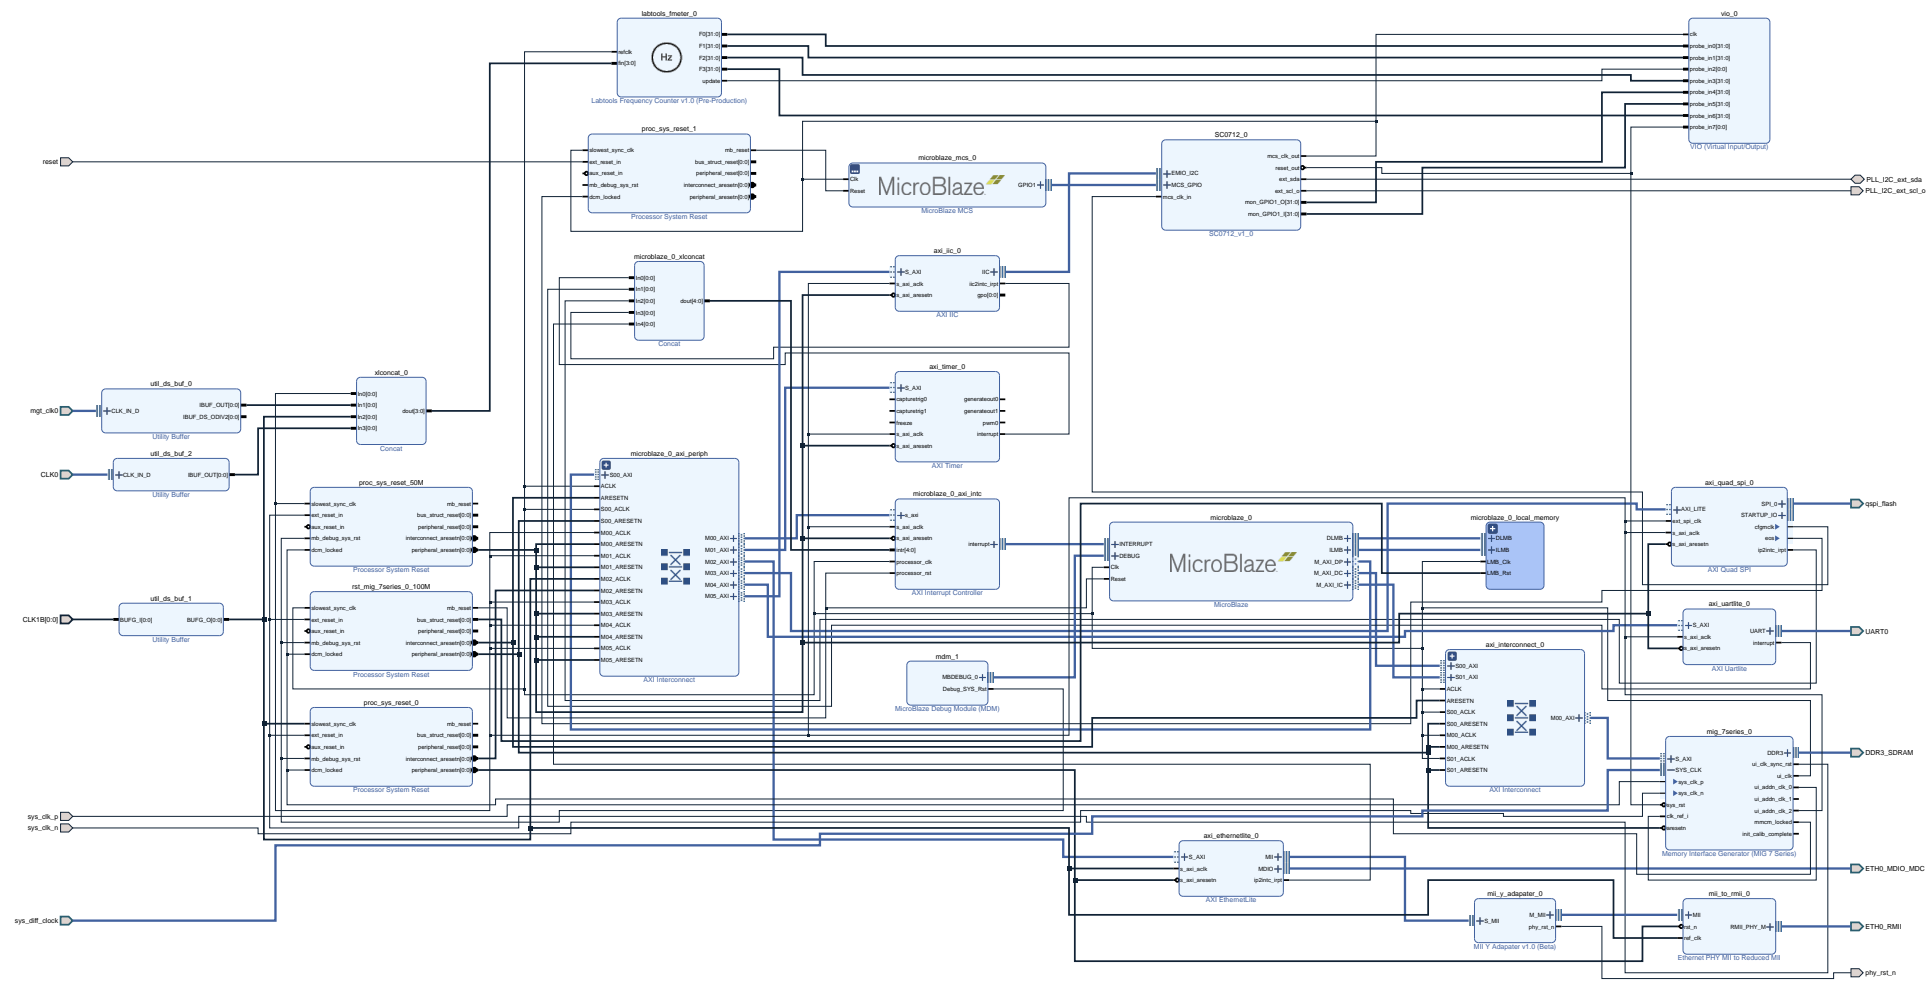 labtools_fmeter_0
refclk
fin[3:0]
Hz
F0[31:0]
F1[31:0]
F2[31:0]
F3[31:0]
update
Labtools Frequency Counter v1.0 (Pre-Production)
vio_0
clk
probe_in0[31:0]
probe_in1[31:0]
probe_in2[0:0]
probe_in3[31:0]
probe_in4[31:0]
probe_in5[31:0]
probe_in6[31:0]
probe_in7[0:0]
VIO (Virtual Input/Output)
reset
proc_sys_reset_1
slowest_sync_clk
ext_reset_in
aux_reset_in
mb_debug_sys_rst
dcm_locked
mb_reset
bus_struct_reset[0:0]
peripheral_reset[0:0]
interconnect_aresetn[0:0]
peripheral_aresetn[0:0]
Processor System Reset
microblaze_mcs_0
Clk
Reset
MicroBlaze
GPIO1
MicroBlaze MCS
SC0712_0
EMIO_I2C
MCS_GPIO
mcs_clk_in
mcs_clk_out
reset_out
ext_sda
ext_scl_o
mon_GPIO1_O[31:0]
mon_GPIO1_I[31:0]
SC0712_v1_0
PLL_I2C_ext_sda
PLL_I2C_ext_scl_o
microblaze_0_xlconcat
In0[0:0]
In1[0:0]
In2[0:0]
In3[0:0]
In4[0:0]
dout[4:0]
Concat
axi_iic_0
S_AXI
s_axi_aclk
s_axi_aresetn
IIC
iic2intc_irpt
gpo[0:0]
AXI IIC
axi_timer_0
S_AXI
capturetrig0
capturetrig1
freeze
s_axi_aclk
s_axi_aresetn
generateout0
generateout1
pwm0
interrupt
AXI Timer
mgt_clk0
util_ds_buf_0
CLK_IN_D
IBUF_OUT[0:0]
IBUF_DS_ODIV2[0:0]
Utility Buffer
xlconcat_0
In0[0:0]
In1[0:0]
In2[0:0]
In3[0:0]
dout[3:0]
Concat
CLK0
util_ds_buf_2
CLK_IN_D
IBUF_OUT[0:0]
Utility Buffer
proc_sys_reset_50M
slowest_sync_clk
ext_reset_in
aux_reset_in
mb_debug_sys_rst
dcm_locked
mb_reset
bus_struct_reset[0:0]
peripheral_reset[0:0]
interconnect_aresetn[0:0]
peripheral_aresetn[0:0]
Processor System Reset
microblaze_0_axi_periph
S00_AXI
ACLK
ARESETN
S00_ACLK
S00_ARESETN
M00_ACLK
M00_ARESETN
M01_ACLK
M01_ARESETN
M02_ACLK
M02_ARESETN
M03_ACLK
M03_ARESETN
M04_ACLK
M04_ARESETN
M05_ACLK
M05_ARESETN
M00_AXI
M01_AXI
M02_AXI
M03_AXI
M04_AXI
M05_AXI
AXI Interconnect
microblaze_0_axi_intc
s_axi
s_axi_aclk
s_axi_aresetn
intr[4:0]
processor_clk
processor_rst
interrupt
AXI Interrupt Controller
microblaze_0
INTERRUPT
DEBUG
Clk
Reset
MicroBlaze
DLMB
ILMB
M_AXI_DP
M_AXI_DC
M_AXI_IC
MicroBlaze
microblaze_0_local_memory
DLMB
ILMB
LMB_Clk
LMB_Rst
axi_quad_spi_0
AXI_LITE
ext_spi_clk
s_axi_aclk
s_axi_aresetn
SPI_0
STARTUP_IO
cfgmclk
eos
ip2intc_irpt
AXI Quad SPI
qspi_flash
rst_mig_7series_0_100M
slowest_sync_clk
ext_reset_in
aux_reset_in
mb_debug_sys_rst
dcm_locked
mb_reset
bus_struct_reset[0:0]
peripheral_reset[0:0]
interconnect_aresetn[0:0]
peripheral_aresetn[0:0]
Processor System Reset
CLK1B[0:0]
util_ds_buf_1
BUFG_I[0:0]
BUFG_O[0:0]
Utility Buffer
axi_uartlite_0
S_AXI
s_axi_aclk
s_axi_aresetn
UART
interrupt
AXI Uartlite
UART0
mdm_1
MBDEBUG_0
Debug_SYS_Rst
MicroBlaze Debug Module (MDM)
axi_interconnect_0
S00_AXI
S01_AXI
ACLK
ARESETN
S00_ACLK
S00_ARESETN
M00_ACLK
M00_ARESETN
S01_ACLK
S01_ARESETN
M00_AXI
AXI Interconnect
proc_sys_reset_0
slowest_sync_clk
ext_reset_in
aux_reset_in
mb_debug_sys_rst
dcm_locked
mb_reset
bus_struct_reset[0:0]
peripheral_reset[0:0]
interconnect_aresetn[0:0]
peripheral_aresetn[0:0]
Processor System Reset
mig_7series_0
S_AXI
SYS_CLK
sys_clk_p
sys_clk_n
sys_rst
clk_ref_i
aresetn
DDR3
ui_clk_sync_rst
ui_clk
ui_addn_clk_0
ui_addn_clk_1
ui_addn_clk_2
mmcm_locked
init_calib_complete
Memory Interface Generator (MIG 7 Series)
DDR3_SDRAM
sys_clk_p
sys_clk_n
axi_ethernetlite_0
S_AXI
s_axi_aclk
s_axi_aresetn
MII
MDIO
ip2intc_irpt
AXI EthernetLite
ETH0_MDIO_MDC
sys_diff_clock
mii_y_adapater_0
S_MII
M_MII
phy_rst_n
MII Y Adapater v1.0 (Beta)
mii_to_rmii_0
MII
rst_n
ref_clk
RMII_PHY_M
Ethernet PHY MII to Reduced MII
ETH0_RMII
phy_rst_n